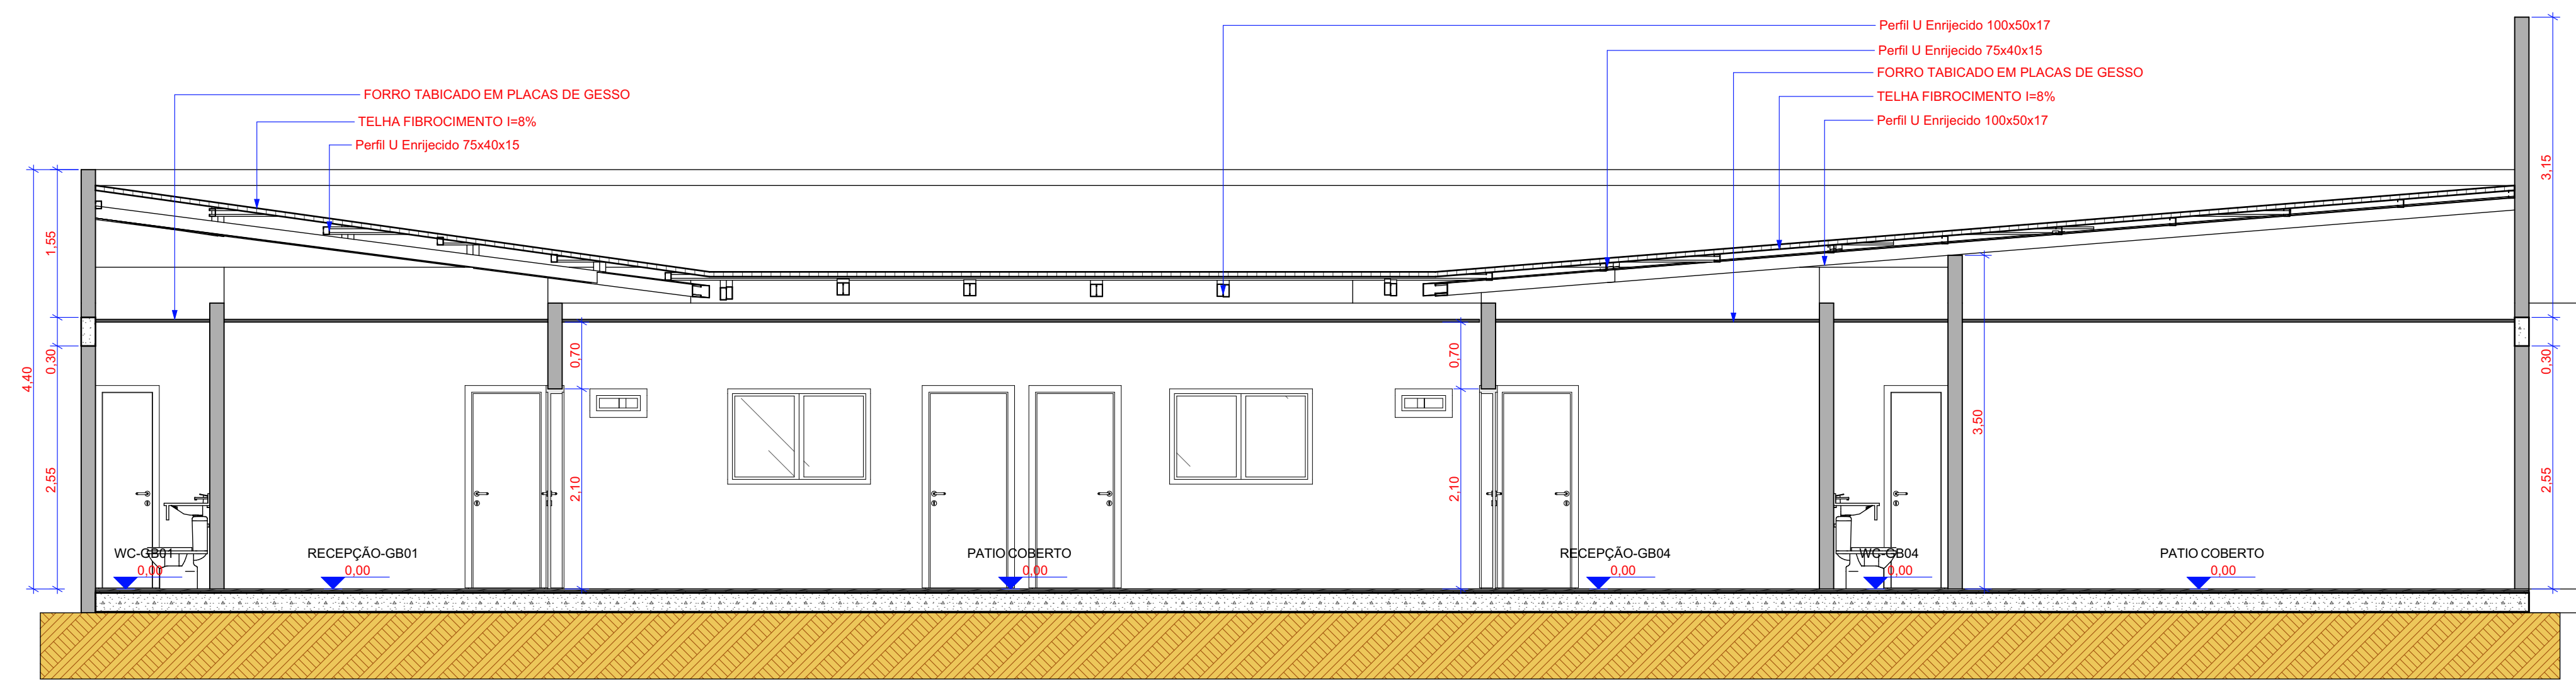 Perfil U Enrijecido 100x50x17
Perfil U Enrijecido 75x40x15
FORRO TABICADO EM PLACAS DE GESSO
TELHA FIBROCIMENTO I=8%
Perfil U Enrijecido 100x50x17
FORRO TABICADO EM PLACAS DE GESSO
TELHA FIBROCIMENTO I=8%
Perfil U Enrijecido 75x40x15
4,40
1,55
0,30
2,55
0,70
2,10
0,70
2,10
3,50
3,15
0,30
2,55
WC-GB01
0,00
RECEPÇÃO-GB01
0,00
PATIO COBERTO
0,00
RECEPÇÃO-GB04
0,00
WC-GB04
0,00
PATIO COBERTO
0,00